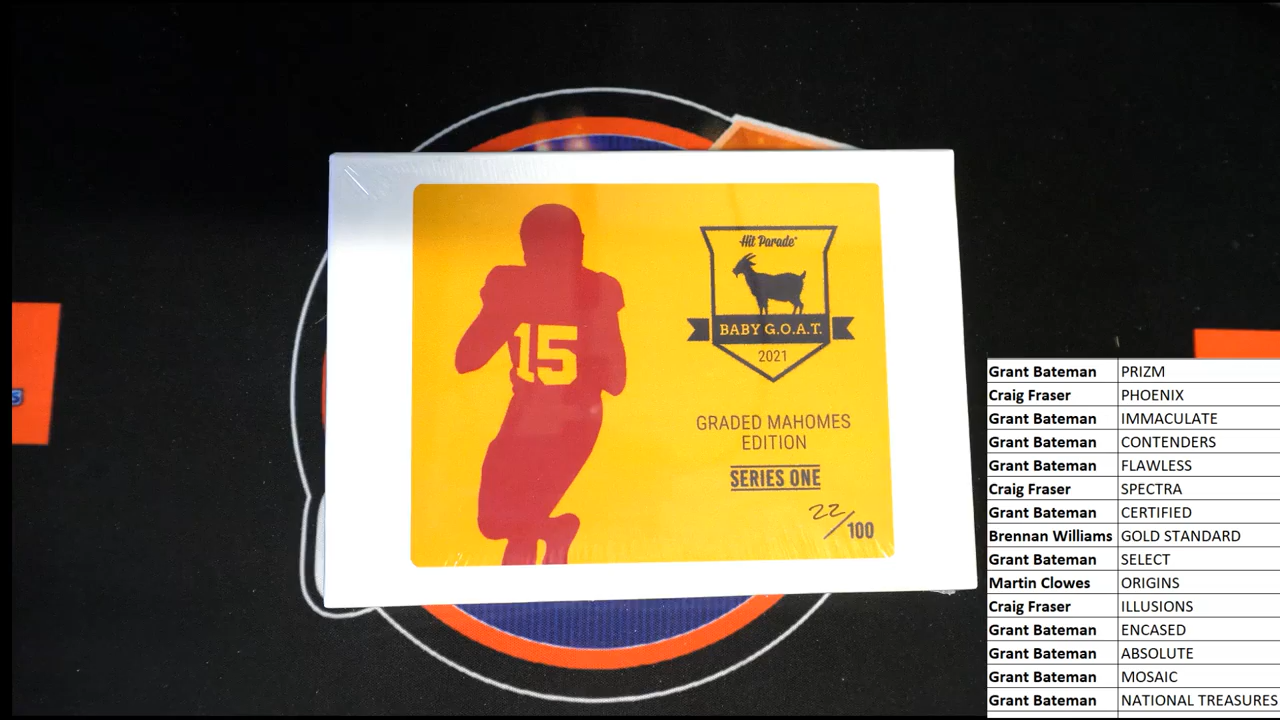 Hit Parade
BABY G.O.A.T.
2021
15
GRADED MAHOMES
EDITION
SERIES ONE
22/100
S
Grant Bateman PRIZM
Craig Fraser PHOENIX
Grant Bateman IMMACULATE
Grant Bateman CONTENDERS
Grant Bateman FLAWLESS
Craig Fraser SPECTRA
Grant Bateman CERTIFIED
Brennan Williams GOLD STANDARD
Grant Bateman SELECT
Martin Clowes ORIGINS
Craig Fraser ILLUSIONS
Grant Bateman ENCASED
Grant Bateman ABSOLUTE
Grant Bateman MOSAIC
Grant Bateman NATIONAL TREASURES